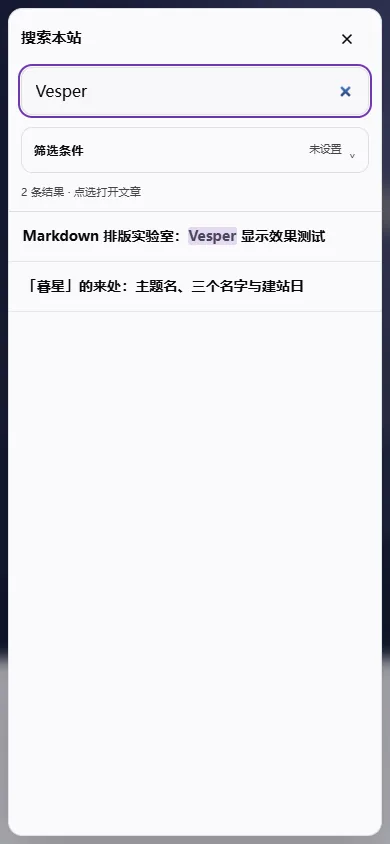 搜索本站
Vesper
筛选条件 未设置
2 条结果 · 点选打开文章
Markdown 排版实验室：Vesper 显示效果测试
「暮星」的来处：主题名、三个名字与建站日